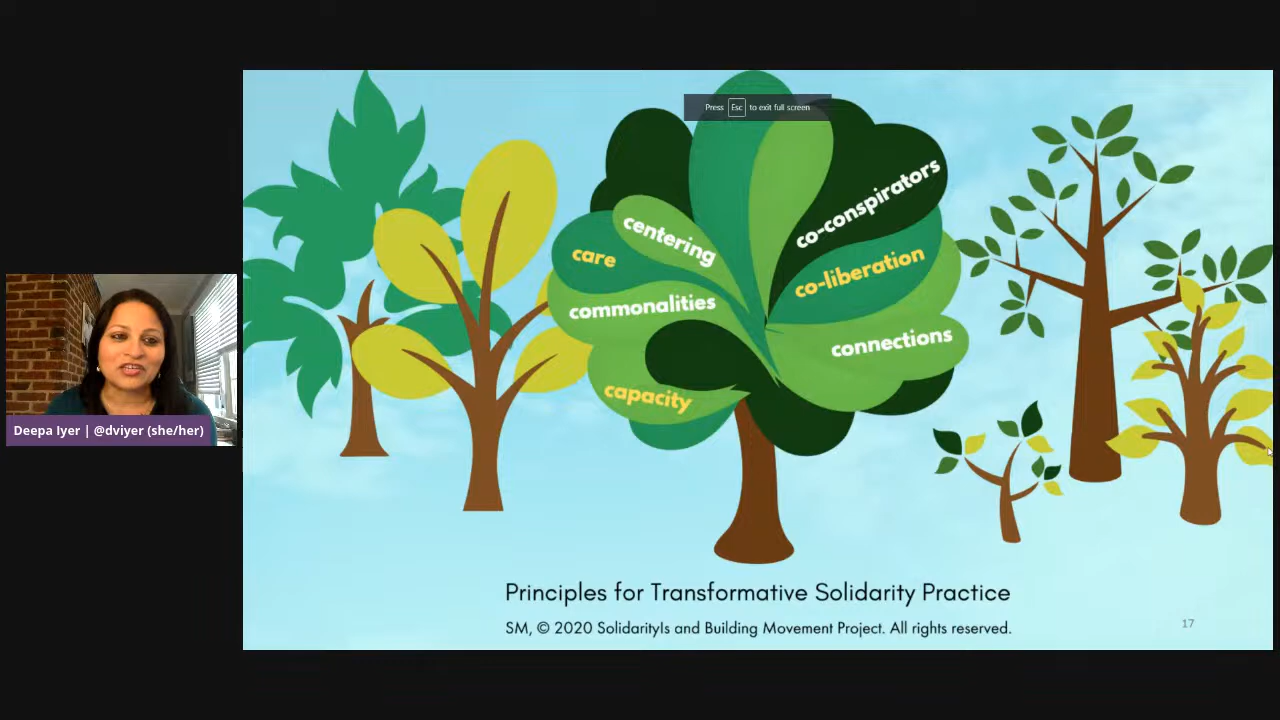 Press Esc to exit full screen
co-conspirators
centering
care
co-liberation
commonalities
connections
capacity
Deepa Iyer | @dviyer (she/her)
Principles for Transformative Solidarity Practice
SM, © 2020 SolidarityIs and Building Movement Project. All rights reserved.
17